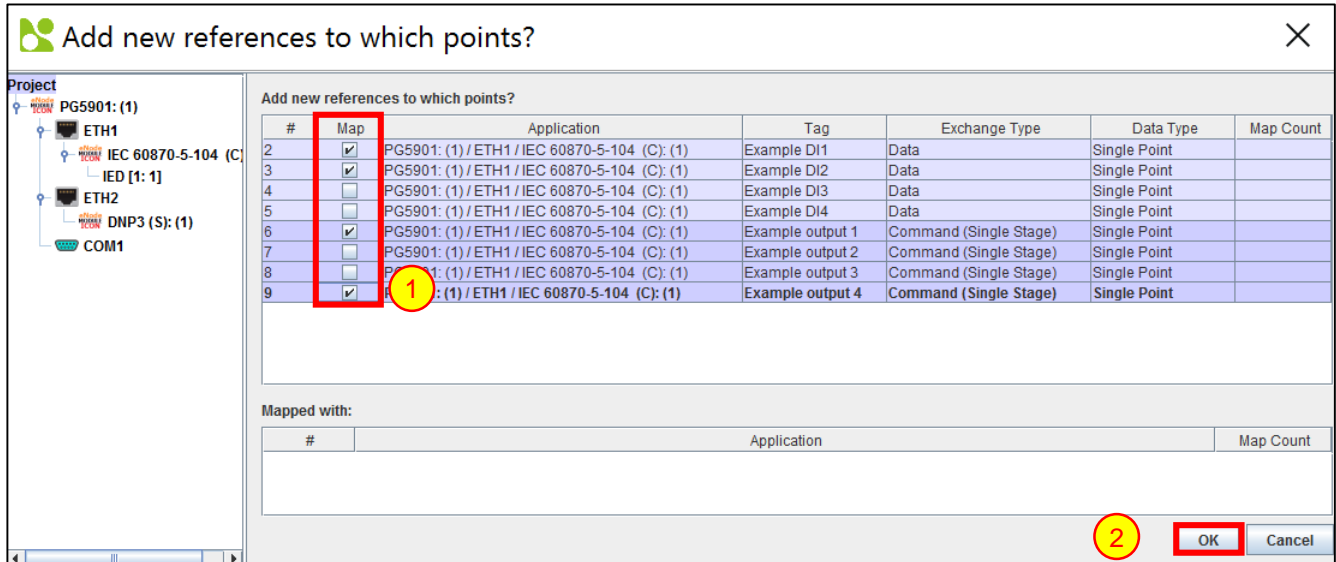 Add new references to which points?
Project
PG5901: (1)
ETH1
IEC 60870-5-104 (C)
IED [1: 1]
ETH2
DNP3 (S): (1)
COM1
Add new references to which points?
# Map Application Tag Exchange Type Data Type Map Count
2 PG5901: (1) / ETH1 / IEC 60870-5-104 (C): (1) Example DI1 Data Single Point
3 PG5901: (1) / ETH1 / IEC 60870-5-104 (C): (1) Example DI2 Data Single Point
4 PG5901: (1) / ETH1 / IEC 60870-5-104 (C): (1) Example DI3 Data Single Point
5 PG5901: (1) / ETH1 / IEC 60870-5-104 (C): (1) Example DI4 Data Single Point
6 PG5901: (1) / ETH1 / IEC 60870-5-104 (C): (1) Example output 1 Command (Single Stage) Single Point
7 PG5901: (1) / ETH1 / IEC 60870-5-104 (C): (1) Example output 2 Command (Single Stage) Single Point
8 (1) / ETH1 / IEC 60870-5-104 (C): (1) Example output 3 Command (Single Stage) Single Point
9 : (1) / ETH1 / IEC 60870-5-104 (C): (1) Example output 4 Command (Single Stage) Single Point
1
Mapped with:
# Application Map Count
2
OK Cancel